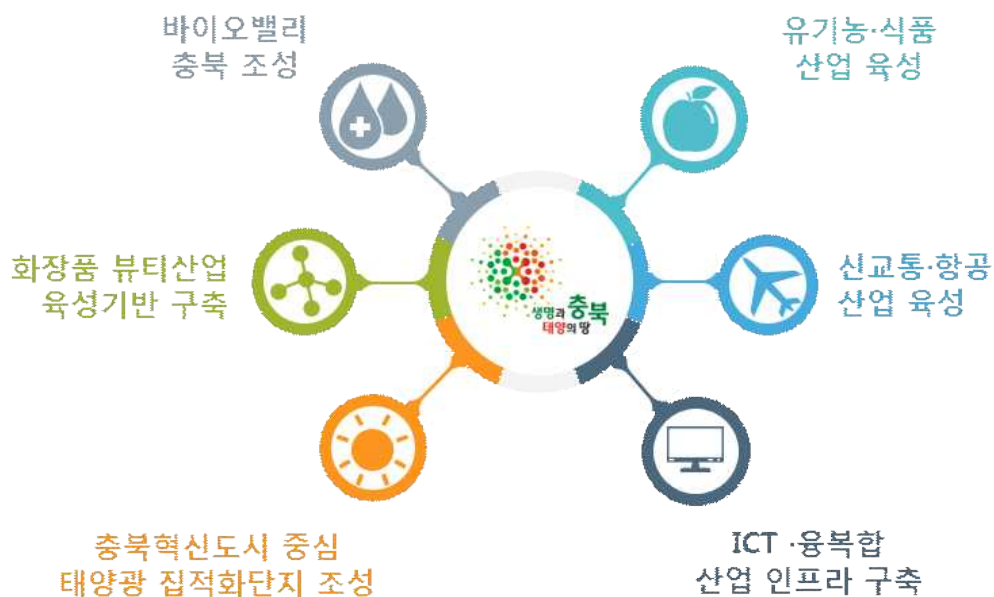 바이오밸리
충북 조성
유기농·식품
산업 육성
화장품 뷰티산업
육성기반 구축
생명과 충북
태양의 땅
신교통·항공
산업 육성
충북혁신도시 중심
태양광 집적화단지 조성
ICT ·융복합
산업 인프라 구축